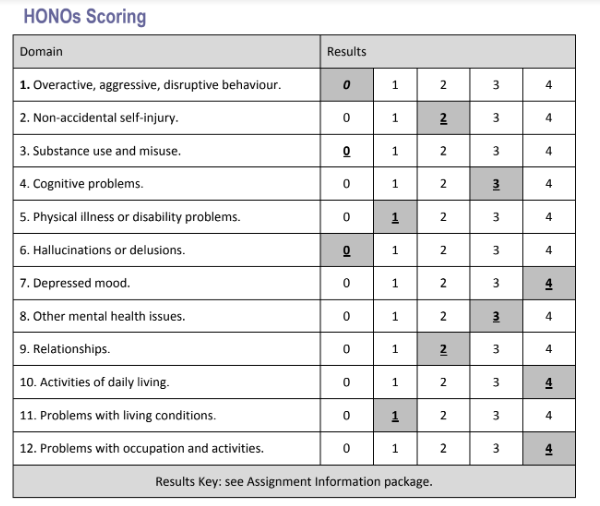 HONOs Scoring
Domain Results
1. Overactive, aggressive, disruptive behaviour. 0 1 2 3 4
2. Non-accidental self-injury. 0 1 2 3 4
3. Substance use and misuse. 0 1 2 3 4
4. Cognitive problems. 0 1 2 3 4
5. Physical illness or disability problems. 0 1 2 3 4
6. Hallucinations or delusions. 0 1 2 3 4
7. Depressed mood. 0 1 2 3 4
8. Other mental health issues. 0 1 2 3 4
9. Relationships. 0 1 2 3 4
10. Activities of daily living. 0 1 2 3 4
11. Problems with living conditions. 0 1 2 3 4
12. Problems with occupation and activities. 0 1 2 3 4
Results Key: see Assignment Information package.